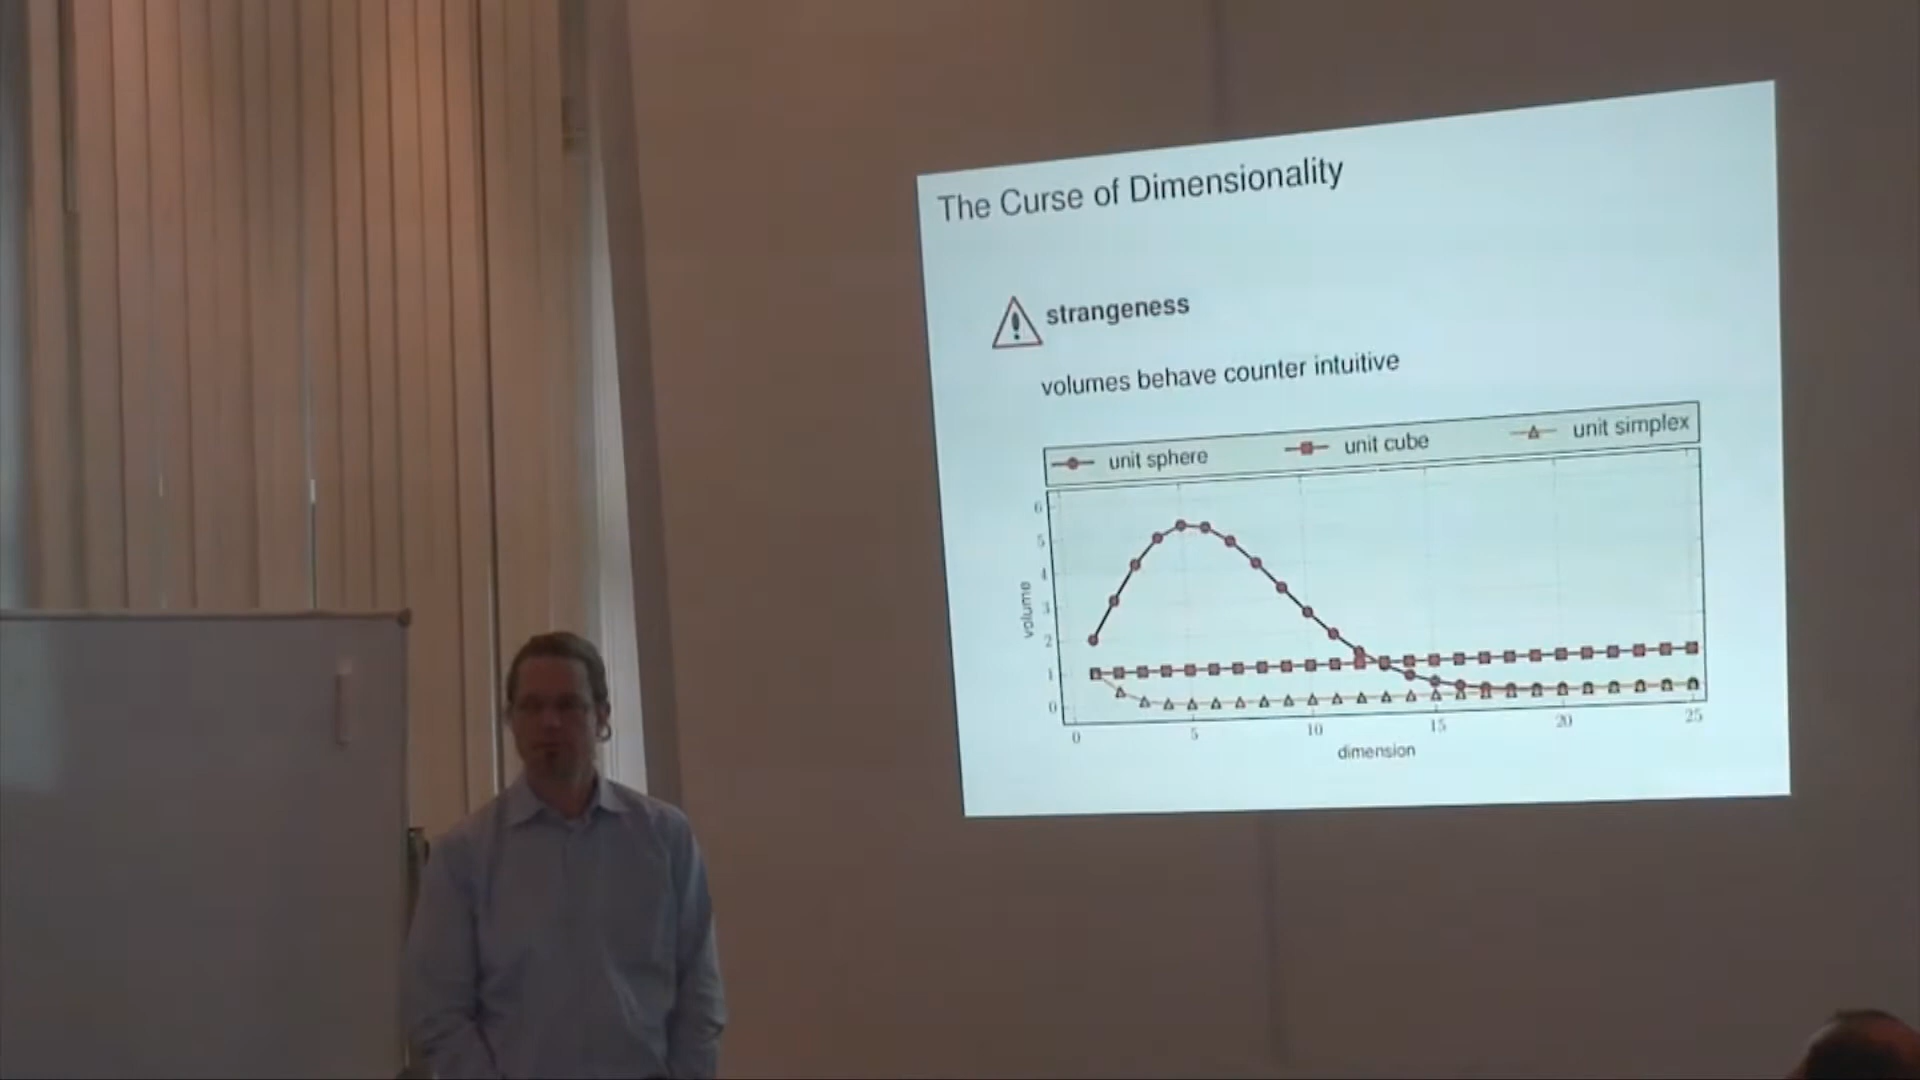 The Curse of Dimensionality
strangeness
volumes behave counter intuitive
unit sphere unit cube unit simplex
6
5
4
3
2
1
0
volume
0 5 10 15 20 25
dimension